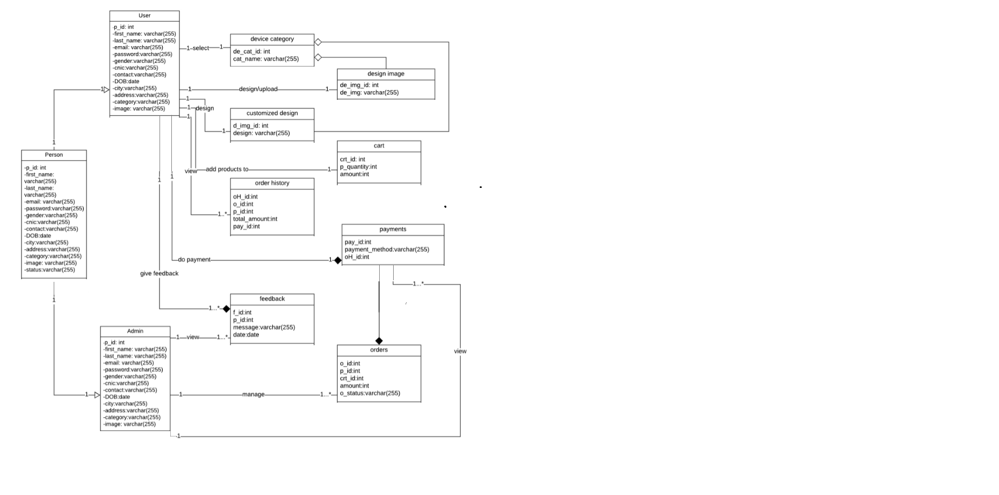 User
-p_id: int
-first_name: varchar(255)
-last_name: varchar(255)
-email: varchar(255)
-password:varchar(255)
-gender:varchar(255)
-cnic:varchar(255)
-contact:varchar(255)
-DOB:date
-city:varchar(255)
-address:varchar(255)
-category:varchar(255)
-image: varchar(255)
1 select 1
device category
de_cat_id: int
cat_name: varchar(255)
design image
de_img_id: int
de_img: varchar(255)
1 design/upload 1
1
1
1 design
1
customized design
d_img_id: int
design: varchar(255)
1
cart
crt_id: int
p_quantity:int
amount:int
view
add products to 1
order history
oH_id:int
o_id:int
p_id:int
total_amount:int
pay_id:int
1..*
1
Person
-p_id: int
-first_name:
varchar(255)
-last_name:
varchar(255)
-email: varchar(255)
-password:varchar(255)
-gender:varchar(255)
-cnic:varchar(255)
-contact:varchar(255)
-DOB:date
-city:varchar(255)
-address:varchar(255)
-category:varchar(255)
-image: varchar(255)
-status:varchar(255)
1
1
1
payments
pay_id:int
payment_method:varchar(255)
oH_id:int
do payment 1
give feedback
1...*
1
feedback
f_id:int
p_id:int
message:varchar(255)
date:date
1...*
Admin
-p_id: int
-first_name: varchar(255)
-last_name: varchar(255)
-email: varchar(255)
-password:varchar(255)
-gender:varchar(255)
-cnic:varchar(255)
-contact:varchar(255)
-DOB:date
-city:varchar(255)
-address:varchar(255)
-category:varchar(255)
-image: varchar(255)
1 view 1...*
orders
o_id:int
p_id:int
crt_id:int
amount:int
o_status:varchar(255)
view
1
1 manage 1...*
1